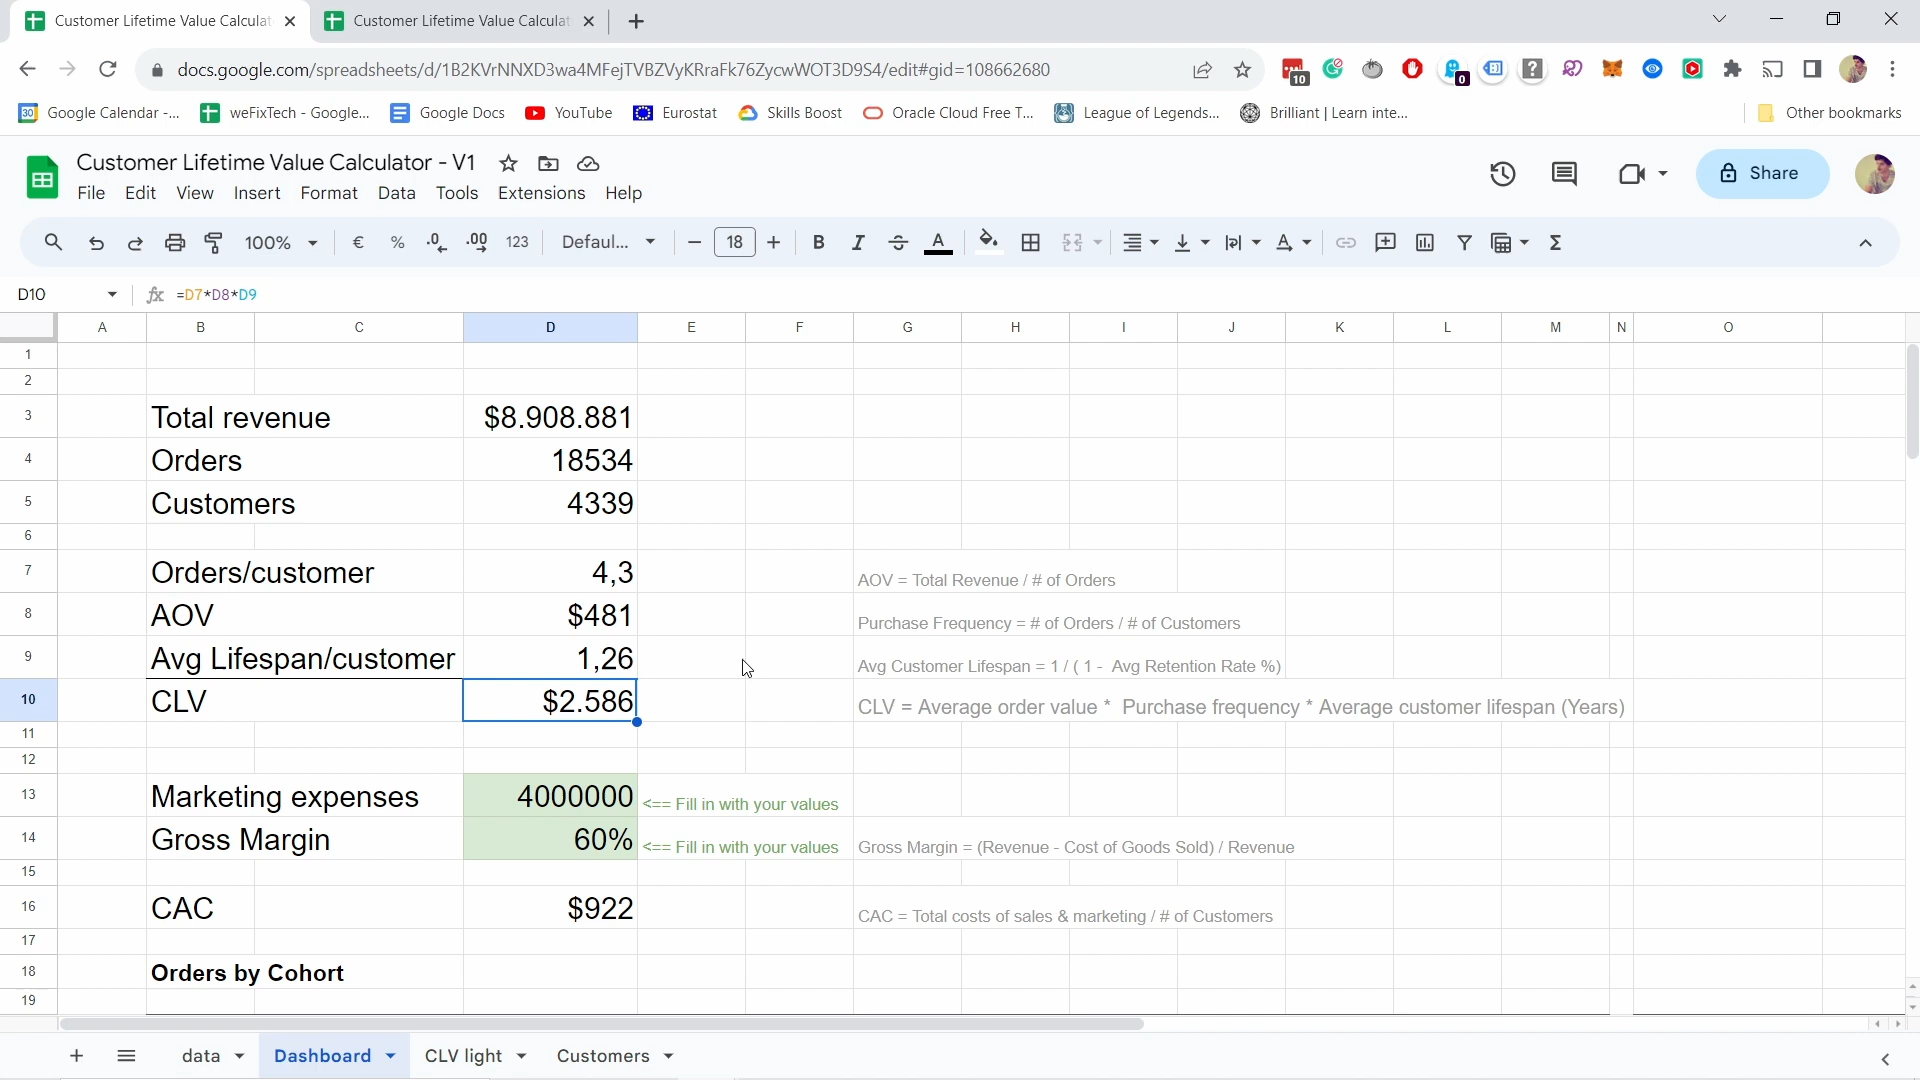 Customer Lifetime Value Calculat
Customer Lifetime Value Calculat
docs.google.com/spreadsheets/d/1B2KVrNNXD3wa4MFejTVBZVyKRraFk76ZycwWOT3D9S4/edit#gid=108662680
10
0
Google Calendar -...
weFixTech - Google...
Google Docs
YouTube
Eurostat
Skills Boost
Oracle Cloud Free T...
League of Legends...
Brilliant | Learn inte...
Other bookmarks
Customer Lifetime Value Calculator - V1
File Edit View Insert Format Data Tools Extensions Help
Share
100% € % .0 .00 123 Defaul... 18 B I A
D10 fx =D7*D8*D9
A B C D E F G H I J K L M N O
1
2
3 Total revenue $8.908.881
4 Orders 18534
5 Customers 4339
6
7 Orders/customer 4,3 AOV = Total Revenue / # of Orders
8 AOV $481 Purchase Frequency = # of Orders / # of Customers
9 Avg Lifespan/customer 1,26 Avg Customer Lifespan = 1 / ( 1 - Avg Retention Rate %)
10 CLV $2.586 CLV = Average order value * Purchase frequency * Average customer lifespan (Years)
11
12
13 Marketing expenses 4000000 <== Fill in with your values
14 Gross Margin 60% <== Fill in with your values Gross Margin = (Revenue - Cost of Goods Sold) / Revenue
15
16 CAC $922 CAC = Total costs of sales & marketing / # of Customers
17
18 Orders by Cohort
19
data Dashboard CLV light Customers